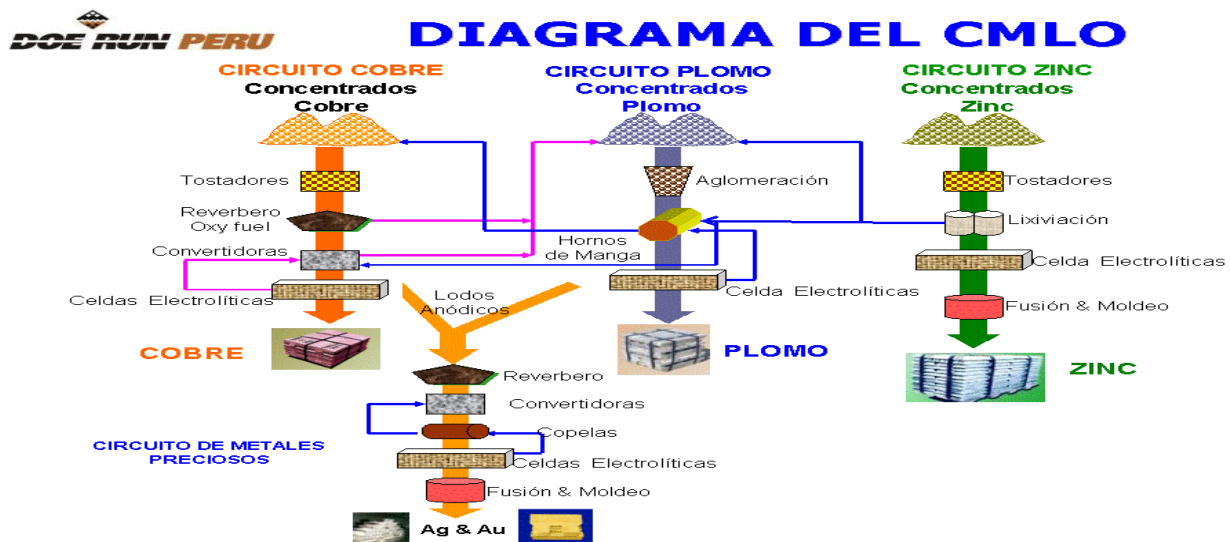 DOE RUN PERU
DIAGRAMA DEL CMLO
CIRCUITO COBRE
Concentrados
Cobre
Tostadores
Reverbero
Oxy fuel
Convertidoras
Celdas Electrolíticas
COBRE
CIRCUITO PLOMO
Concentrados
Plomo
Aglomeración
Hornos
de Manga
Celda Electrolíticas
PLOMO
CIRCUITO ZINC
Concentrados
Zinc
Tostadores
Lixiviación
Celda Electrolíticas
Fusión & Moldeo
ZINC
Lodos
Anódicos
CIRCUITO DE METALES
PRECIOSOS
Reverbero
Convertidoras
Copelas
Celdas Electrolíticas
Fusión & Moldeo
Ag & Au